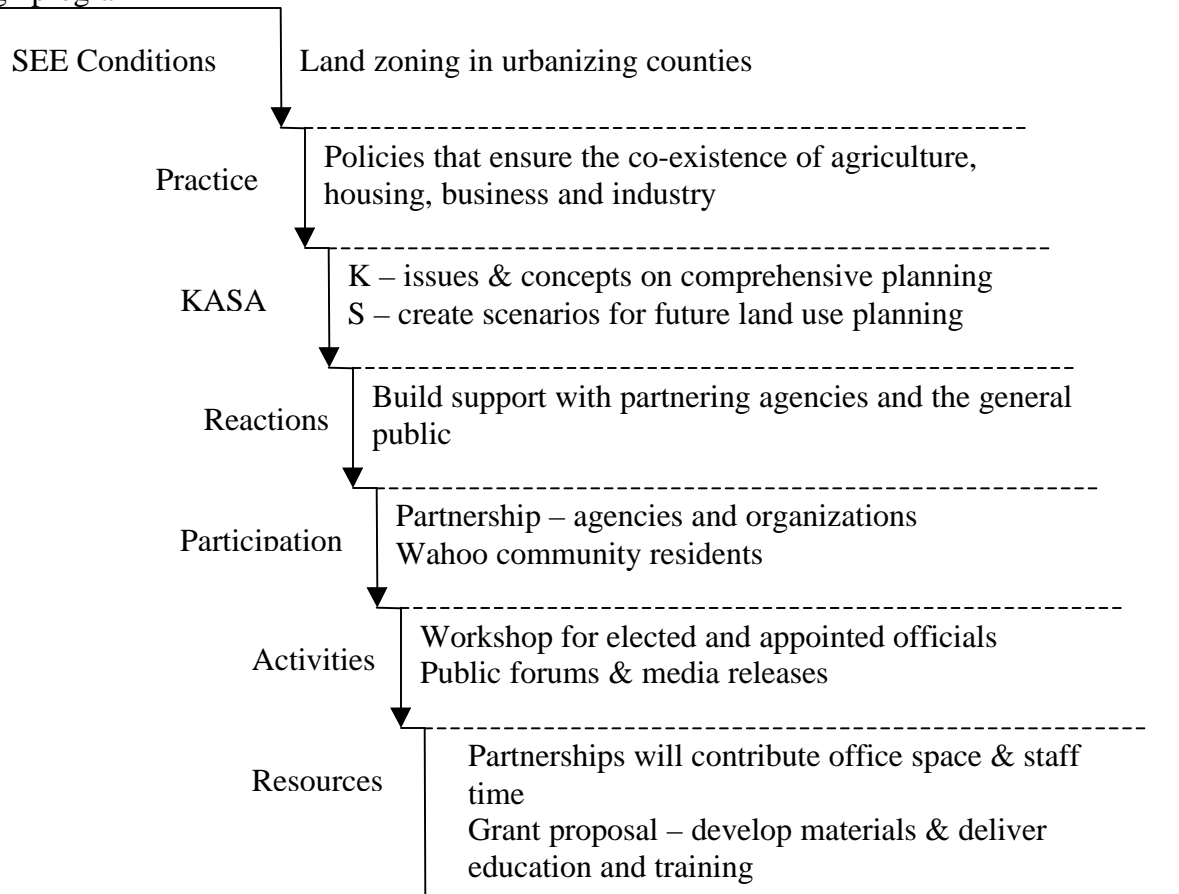 SEE Conditions
Land zoning in urbanizing counties
Practice
Policies that ensure the co-existence of agriculture,
housing, business and industry
KASA
K – issues & concepts on comprehensive planning
S – create scenarios for future land use planning
Reactions
Build support with partnering agencies and the general
public
Participation
Partnership – agencies and organizations
Wahoo community residents
Activities
Workshop for elected and appointed officials
Public forums & media releases
Resources
Partnerships will contribute office space & staff
time
Grant proposal – develop materials & deliver
education and training